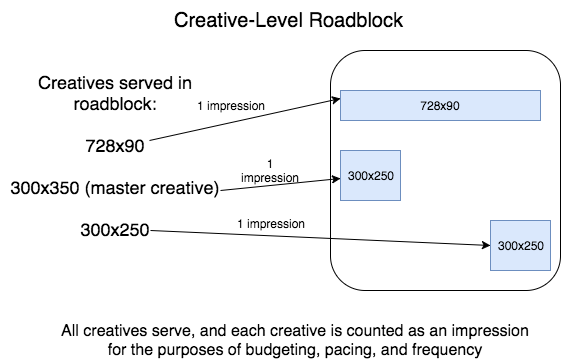 Creative-Level Roadblock
Creatives served in
roadblock:
1 impression
728x90
728x90
1
impression
300x350 (master creative)
300x250
1 impression
300x250
300x250
All creatives serve, and each creative is counted as an impression
for the purposes of budgeting, pacing, and frequency